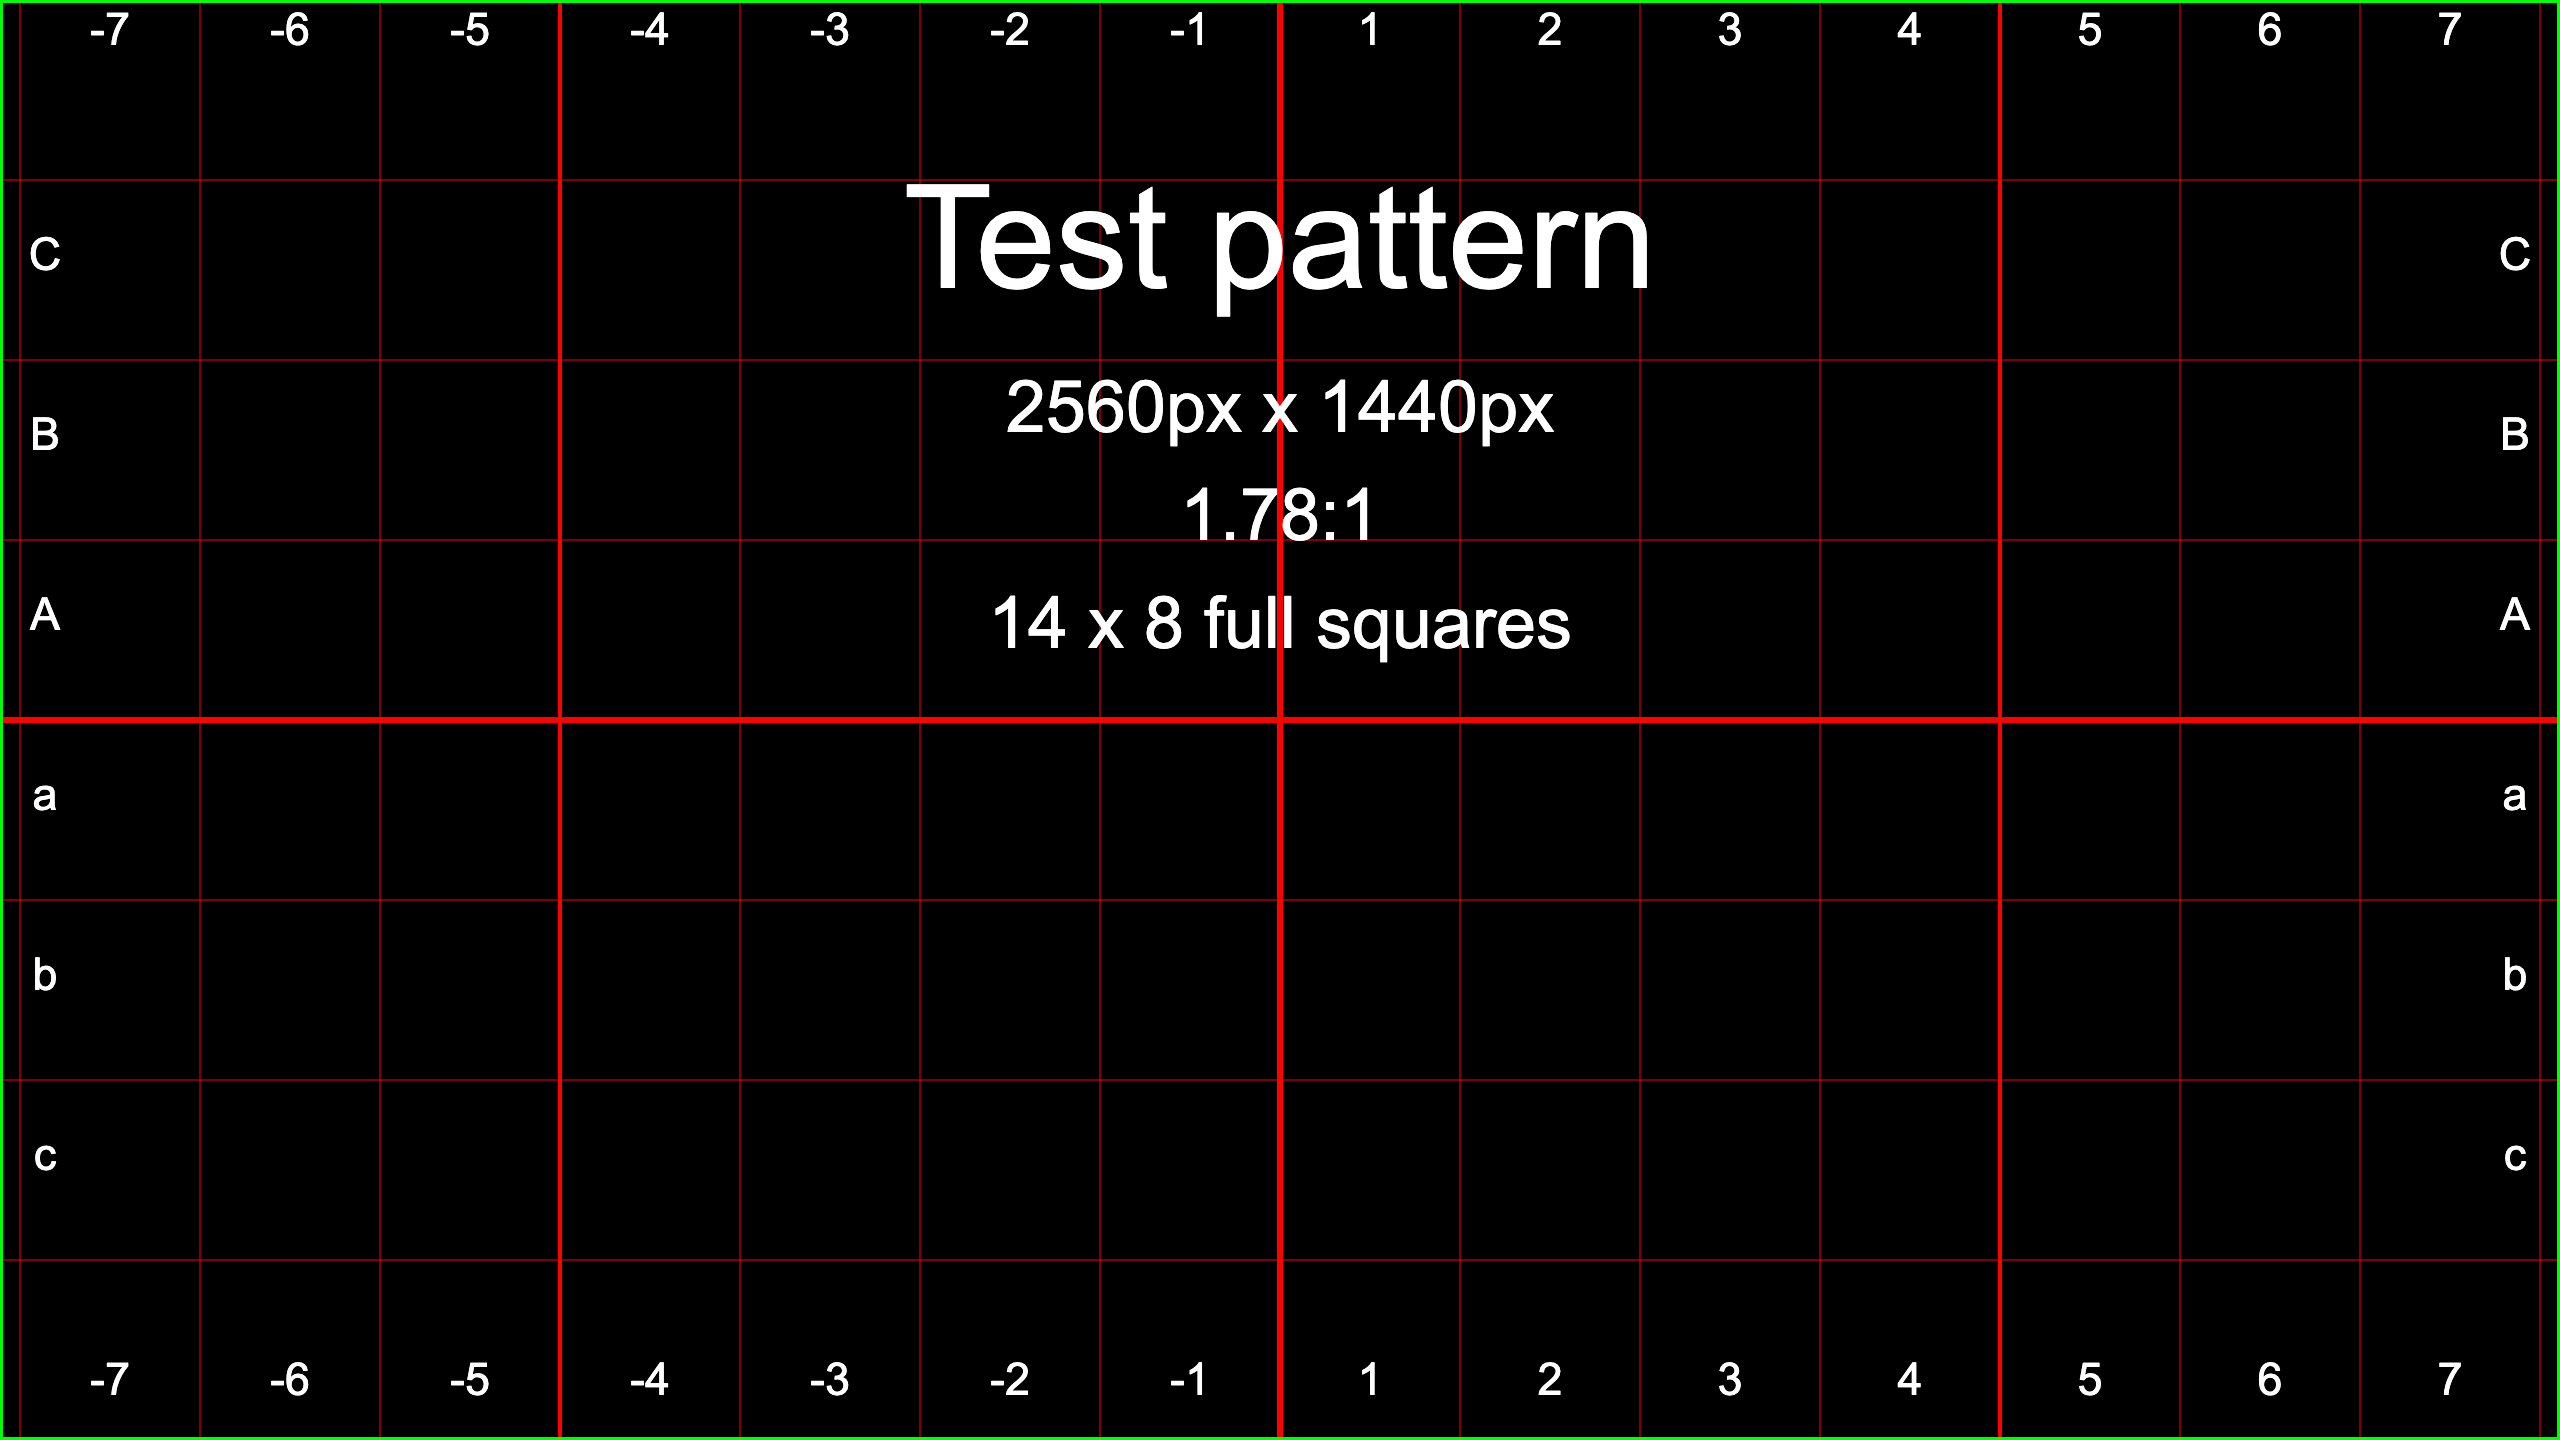 -7 -6 -5 -4 -3 -2 -1 1 2 3 4 5 6 7
Test pattern
C C
2560px x 1440px
B B
1.78:1
A A
14 x 8 full squares
a a
b b
c c
-7 -6 -5 -4 -3 -2 -1 1 2 3 4 5 6 7